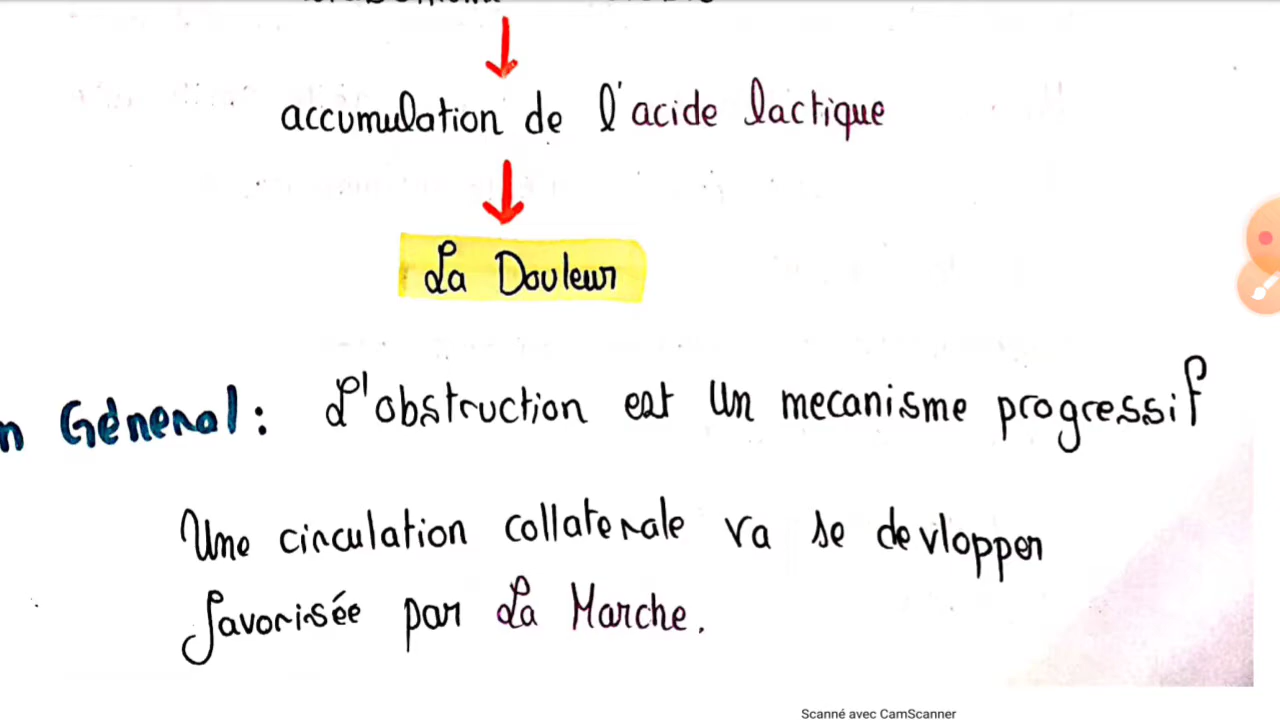 accumulation de l'acide lactique
La Douleur
n Géneral : L'obstruction est Un mecanisme progressif
Une circulation collaterale va se devlopper
favorisée par La Marche.
Scanné avec CamScanner